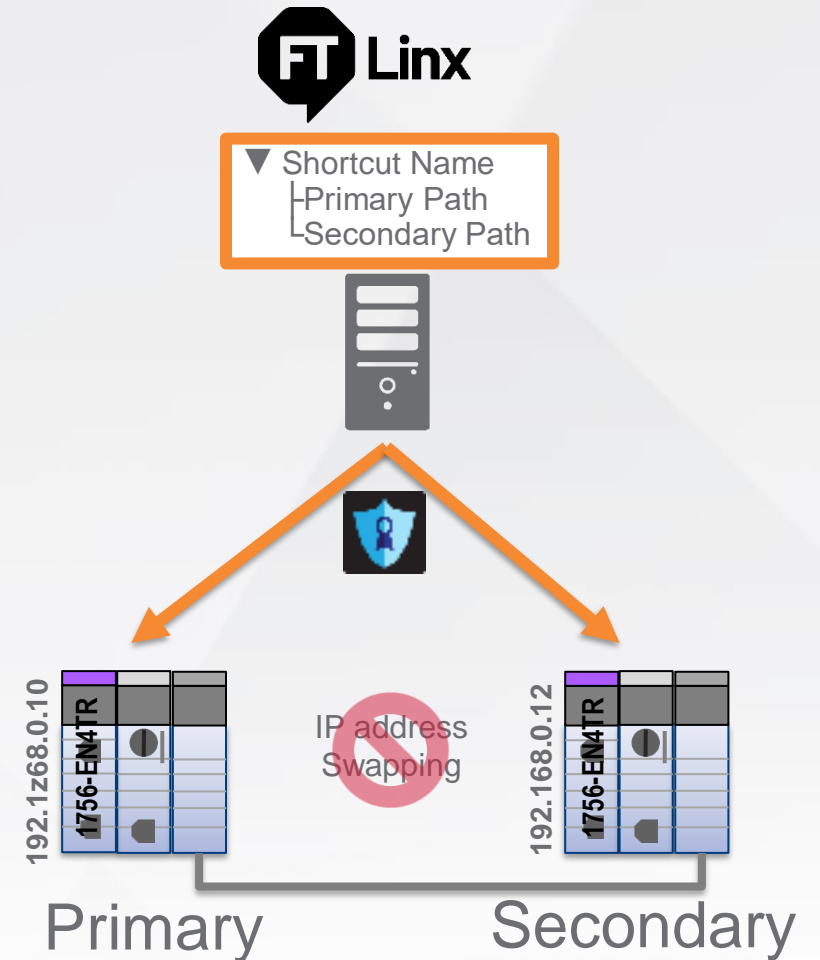 FT Linx
▼ Shortcut Name
├Primary Path
└Secondary Path
192.1z68.0.10
1756-EN4TR
IP address
Swapping
192.168.0.12
1756-EN4TR
Primary
Secondary